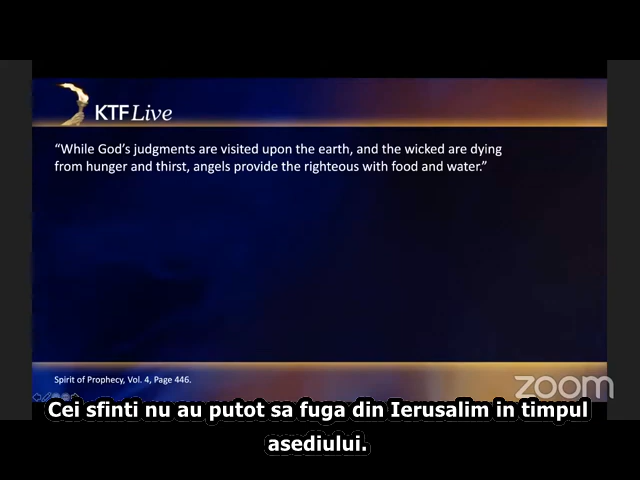 KTF Live
“While God’s judgments are visited upon the earth, and the wicked are dying
from hunger and thirst, angels provide the righteous with food and water.”
Spirit of Prophecy, Vol. 4, Page 446.
zoom
Cei sfinti nu au putot sa fuga din Ierusalim in timpul
asediului.